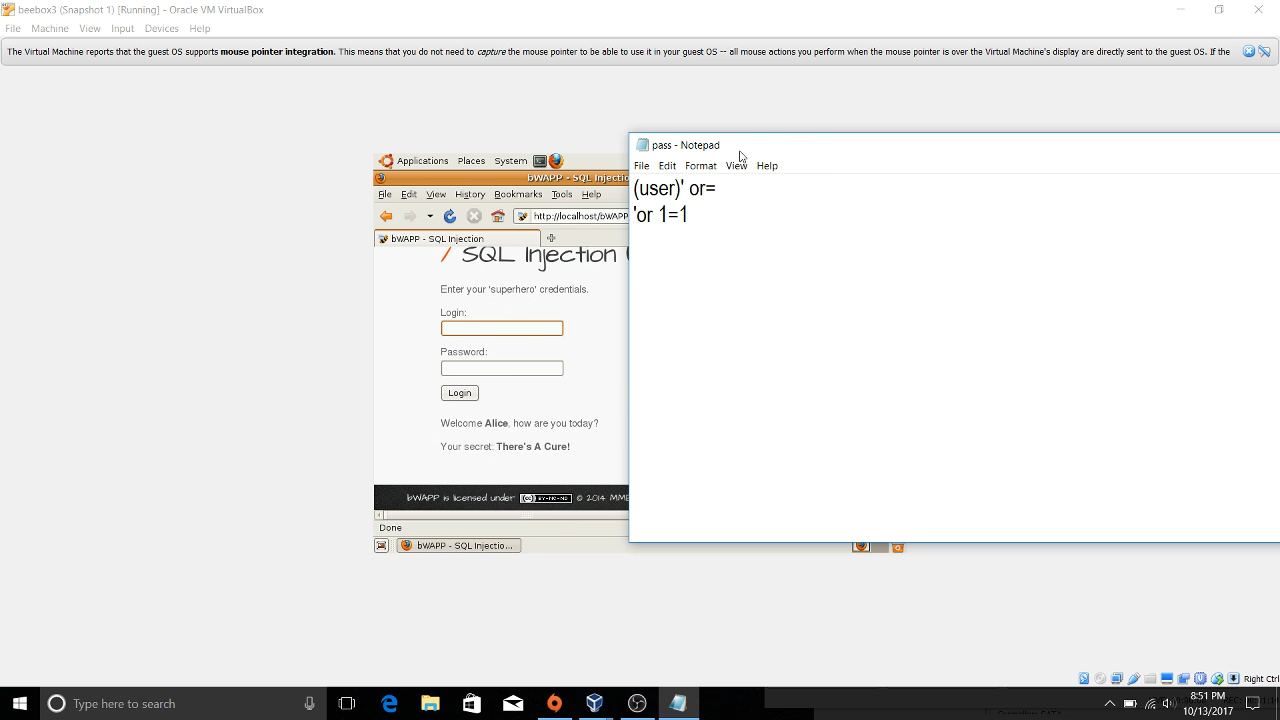 beebox3 (Snapshot 1) [Running] - Oracle VM VirtualBox
File Machine View Input Devices Help
The Virtual Machine reports that the guest OS supports mouse pointer integration. This means that you do not need to capture the mouse pointer to be able to use it in your guest OS -- all mouse actions you perform when the mouse pointer is over the Virtual Machine's display are directly sent to the guest OS. If the
pass - Notepad
File Edit Format View Help
(user)' or=
'or 1=1
Applications Places System
bWAPP - SQL Injectio
File Edit View History Bookmarks Tools Help
http://localhost/bWAPP
bWAPP - SQL Injection
/ SQL Injection
Enter your 'superhero' credentials.
Login:
Password:
Login
Welcome Alice, how are you today?
Your secret: There's A Cure!
bWAPP is licensed under BY-NC-ND © 2014 MME
Done
bWAPP - SQL Injectio...
Right Ctrl
Type here to search
8:51 PM
10/13/2017